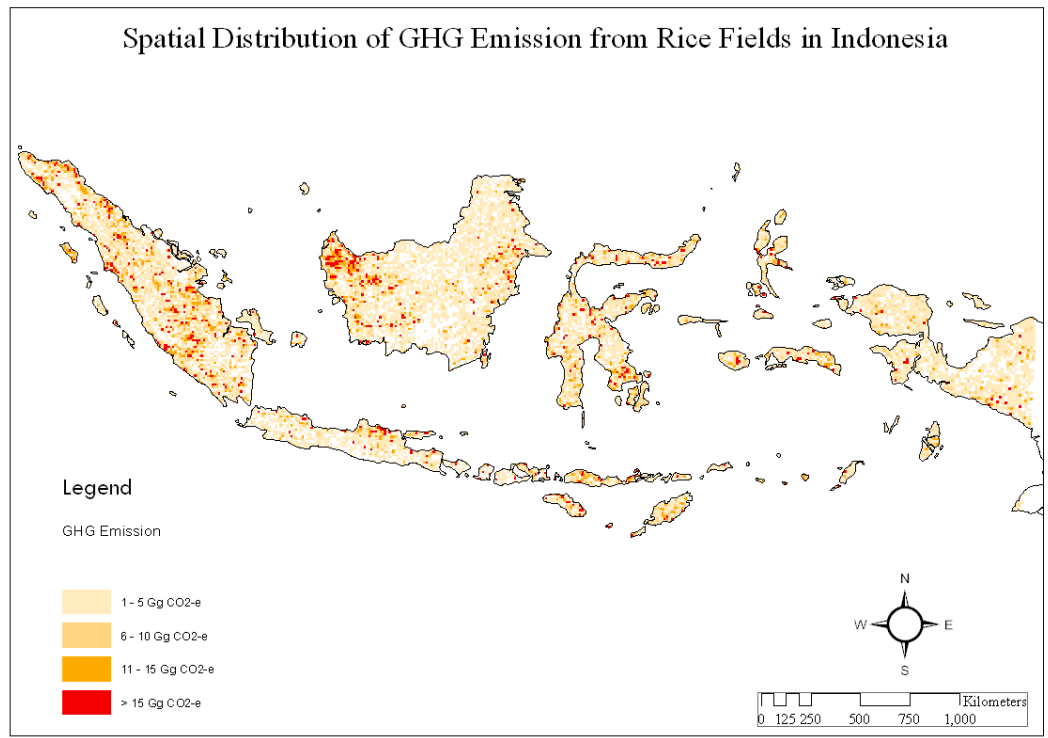 Spatial Distribution of GHG Emission from Rice Fields in Indonesia
Legend
GHG Emission
1 - 5 Gg CO2-e
6 - 10 Gg CO2-e
11 - 15 Gg CO2-e
> 15 Gg CO2-e
N
W E
S
Kilometers
0 125 250 500 750 1,000